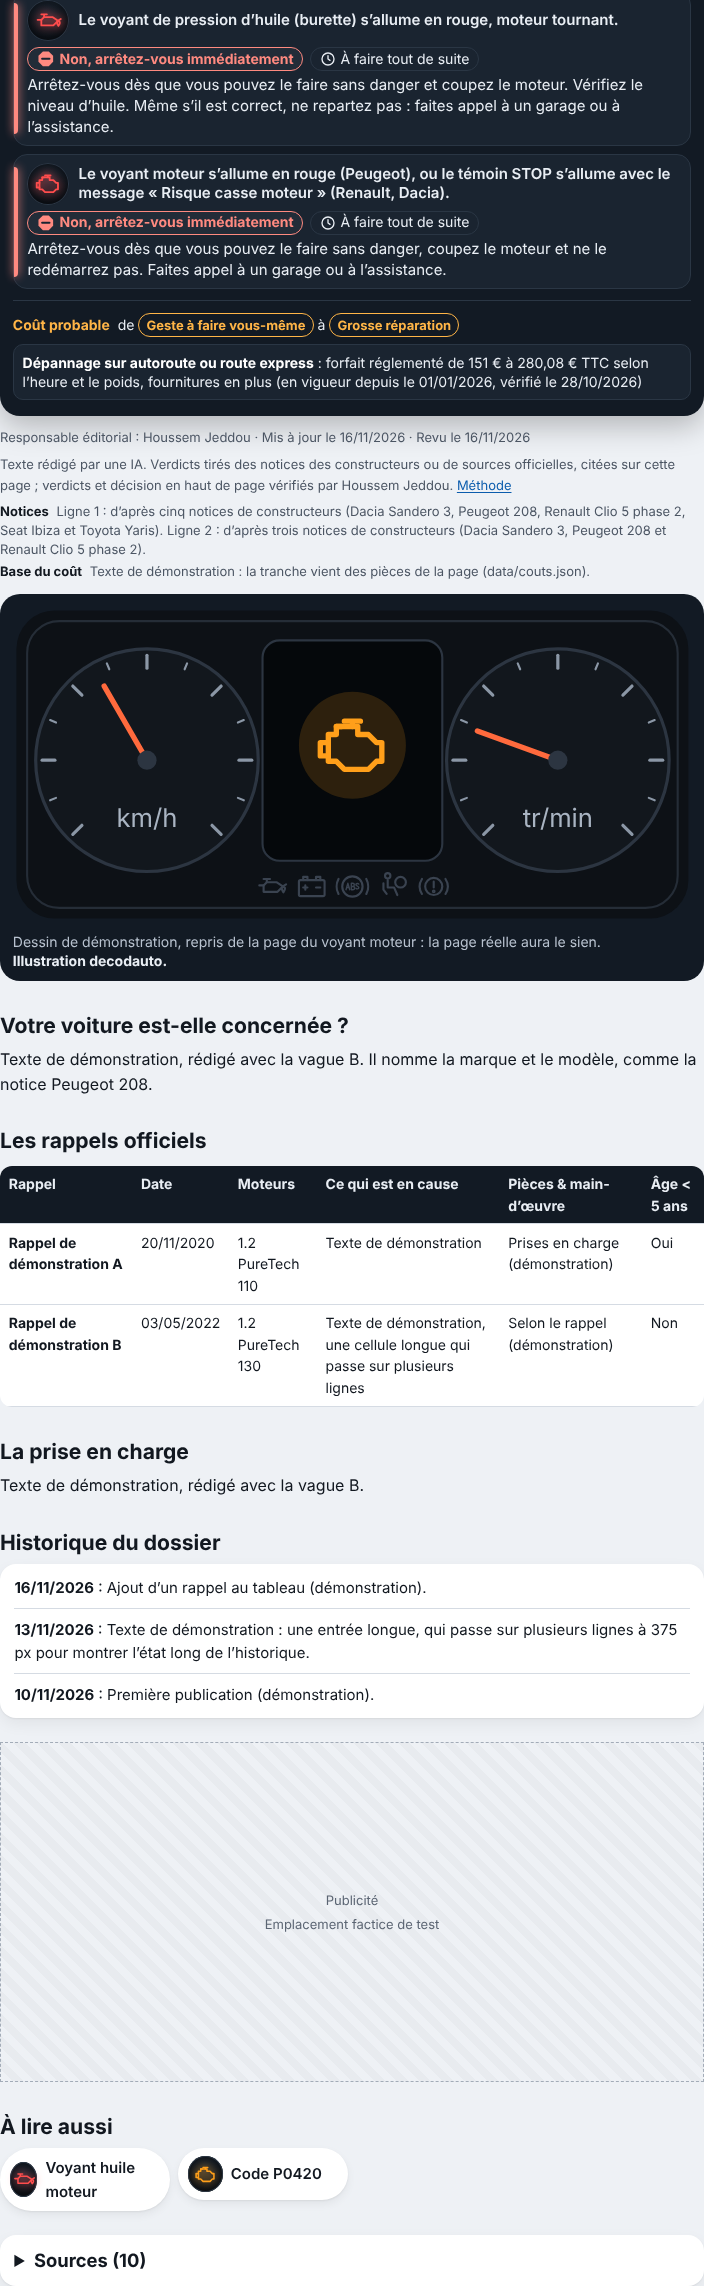 Le voyant de pression d’huile (burette) s’allume en rouge, moteur tournant.
Non, arrêtez-vous immédiatement
À faire tout de suite
Arrêtez-vous dès que vous pouvez le faire sans danger et coupez le moteur. Vérifiez le
niveau d’huile. Même s’il est correct, ne repartez pas : faites appel à un garage ou à
l’assistance.
Le voyant moteur s’allume en rouge (Peugeot), ou le témoin STOP s’allume avec le
message « Risque casse moteur » (Renault, Dacia).
Non, arrêtez-vous immédiatement
À faire tout de suite
Arrêtez-vous dès que vous pouvez le faire sans danger, coupez le moteur et ne le
redémarrez pas. Faites appel à un garage ou à l’assistance.
Coût probable de Geste à faire vous-même à Grosse réparation
Dépannage sur autoroute ou route express : forfait réglementé de 151 € à 280,08 € TTC selon
l’heure et le poids, fournitures en plus (en vigueur depuis le 01/01/2026, vérifié le 28/10/2026)
Responsable éditorial : Houssem Jeddou · Mis à jour le 16/11/2026 · Revu le 16/11/2026
Texte rédigé par une IA. Verdicts tirés des notices des constructeurs ou de sources officielles, citées sur cette
page ; verdicts et décision en haut de page vérifiés par Houssem Jeddou. Méthode
Notices Ligne 1 : d’après cinq notices de constructeurs (Dacia Sandero 3, Peugeot 208, Renault Clio 5 phase 2,
Seat Ibiza et Toyota Yaris). Ligne 2 : d’après trois notices de constructeurs (Dacia Sandero 3, Peugeot 208 et
Renault Clio 5 phase 2).
Base du coût Texte de démonstration : la tranche vient des pièces de la page (data/couts.json).
km/h
tr/min
ABS
Dessin de démonstration, repris de la page du voyant moteur : la page réelle aura le sien.
Illustration decodauto.
Votre voiture est-elle concernée ?
Texte de démonstration, rédigé avec la vague B. Il nomme la marque et le modèle, comme la
notice Peugeot 208.
Les rappels officiels
Rappel Date Moteurs Ce qui est en cause Pièces & main-
d’œuvre Âge <
5 ans
Rappel de
démonstration A
20/11/2020
1.2
PureTech
110
Texte de démonstration
Prises en charge
(démonstration)
Oui
Rappel de
démonstration B
03/05/2022
1.2
PureTech
130
Texte de démonstration,
une cellule longue qui
passe sur plusieurs
lignes
Selon le rappel
(démonstration)
Non
La prise en charge
Texte de démonstration, rédigé avec la vague B.
Historique du dossier
16/11/2026 : Ajout d’un rappel au tableau (démonstration).
13/11/2026 : Texte de démonstration : une entrée longue, qui passe sur plusieurs lignes à 375
px pour montrer l’état long de l’historique.
10/11/2026 : Première publication (démonstration).
Publicité
Emplacement factice de test
À lire aussi
Voyant huile
moteur
Code P0420
Sources (10)